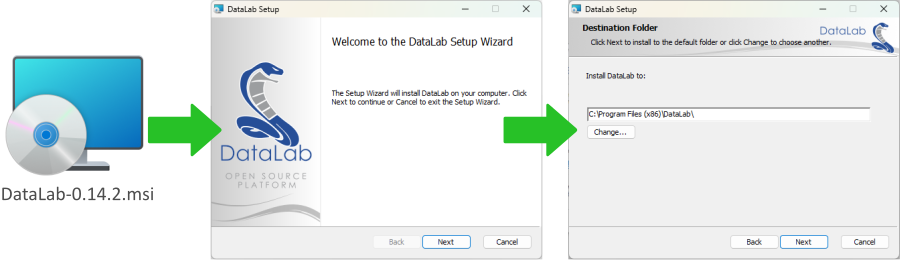 DataLab-0.14.2.msi
DataLab Setup
Welcome to the DataLab Setup Wizard
The Setup Wizard will install DataLab on your computer. Click
Next to continue or Cancel to exit the Setup Wizard.
DataLab
OPEN SOURCE
PLATFORM
Back
Next
Cancel
DataLab Setup
Destination Folder
Click Next to install to the default folder or click Change to choose another.
DataLab
Install DataLab to:
C:\Program Files (x86)\DataLab\
Change...
Back
Next
Cancel